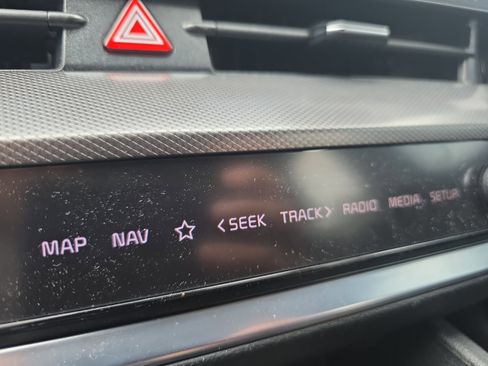 MAP NAV ☆ <SEEK TRACK> RADIO MEDIA SETUP